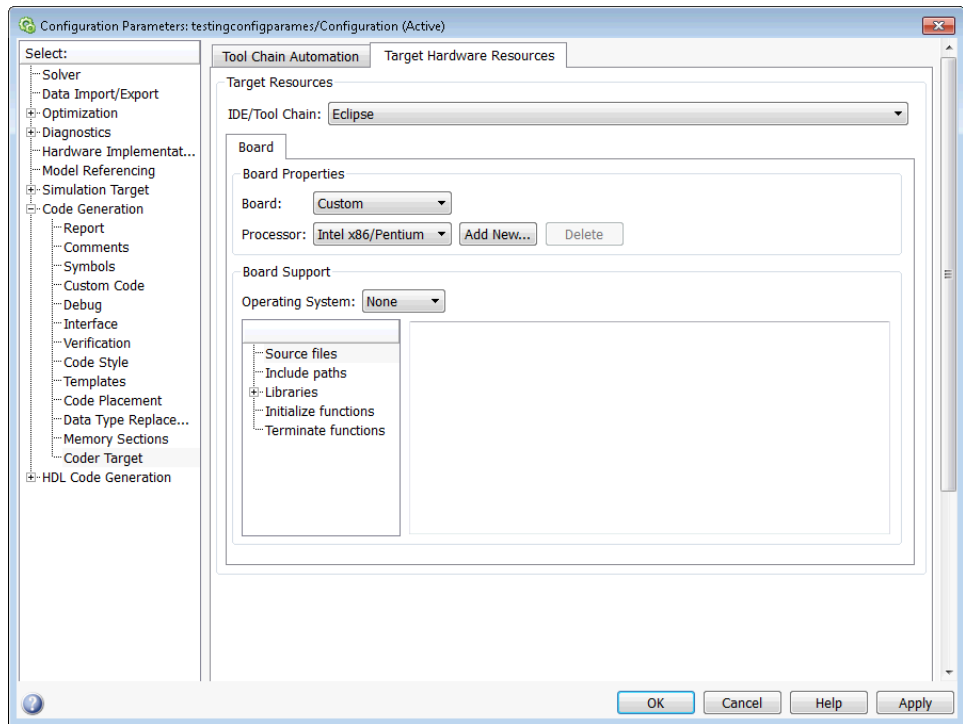 Configuration Parameters: testingconfigparames/Configuration (Active)
Select:
Solver
Data Import/Export
Optimization
Diagnostics
Hardware Implementat...
Model Referencing
Simulation Target
Code Generation
Report
Comments
Symbols
Custom Code
Debug
Interface
Verification
Code Style
Templates
Code Placement
Data Type Replace...
Memory Sections
Coder Target
HDL Code Generation
Tool Chain Automation
Target Hardware Resources
Target Resources
IDE/Tool Chain: Eclipse
Board
Board Properties
Board: Custom
Processor: Intel x86/Pentium Add New... Delete
Board Support
Operating System: None
Source files
Include paths
Libraries
Initialize functions
Terminate functions
OK Cancel Help Apply